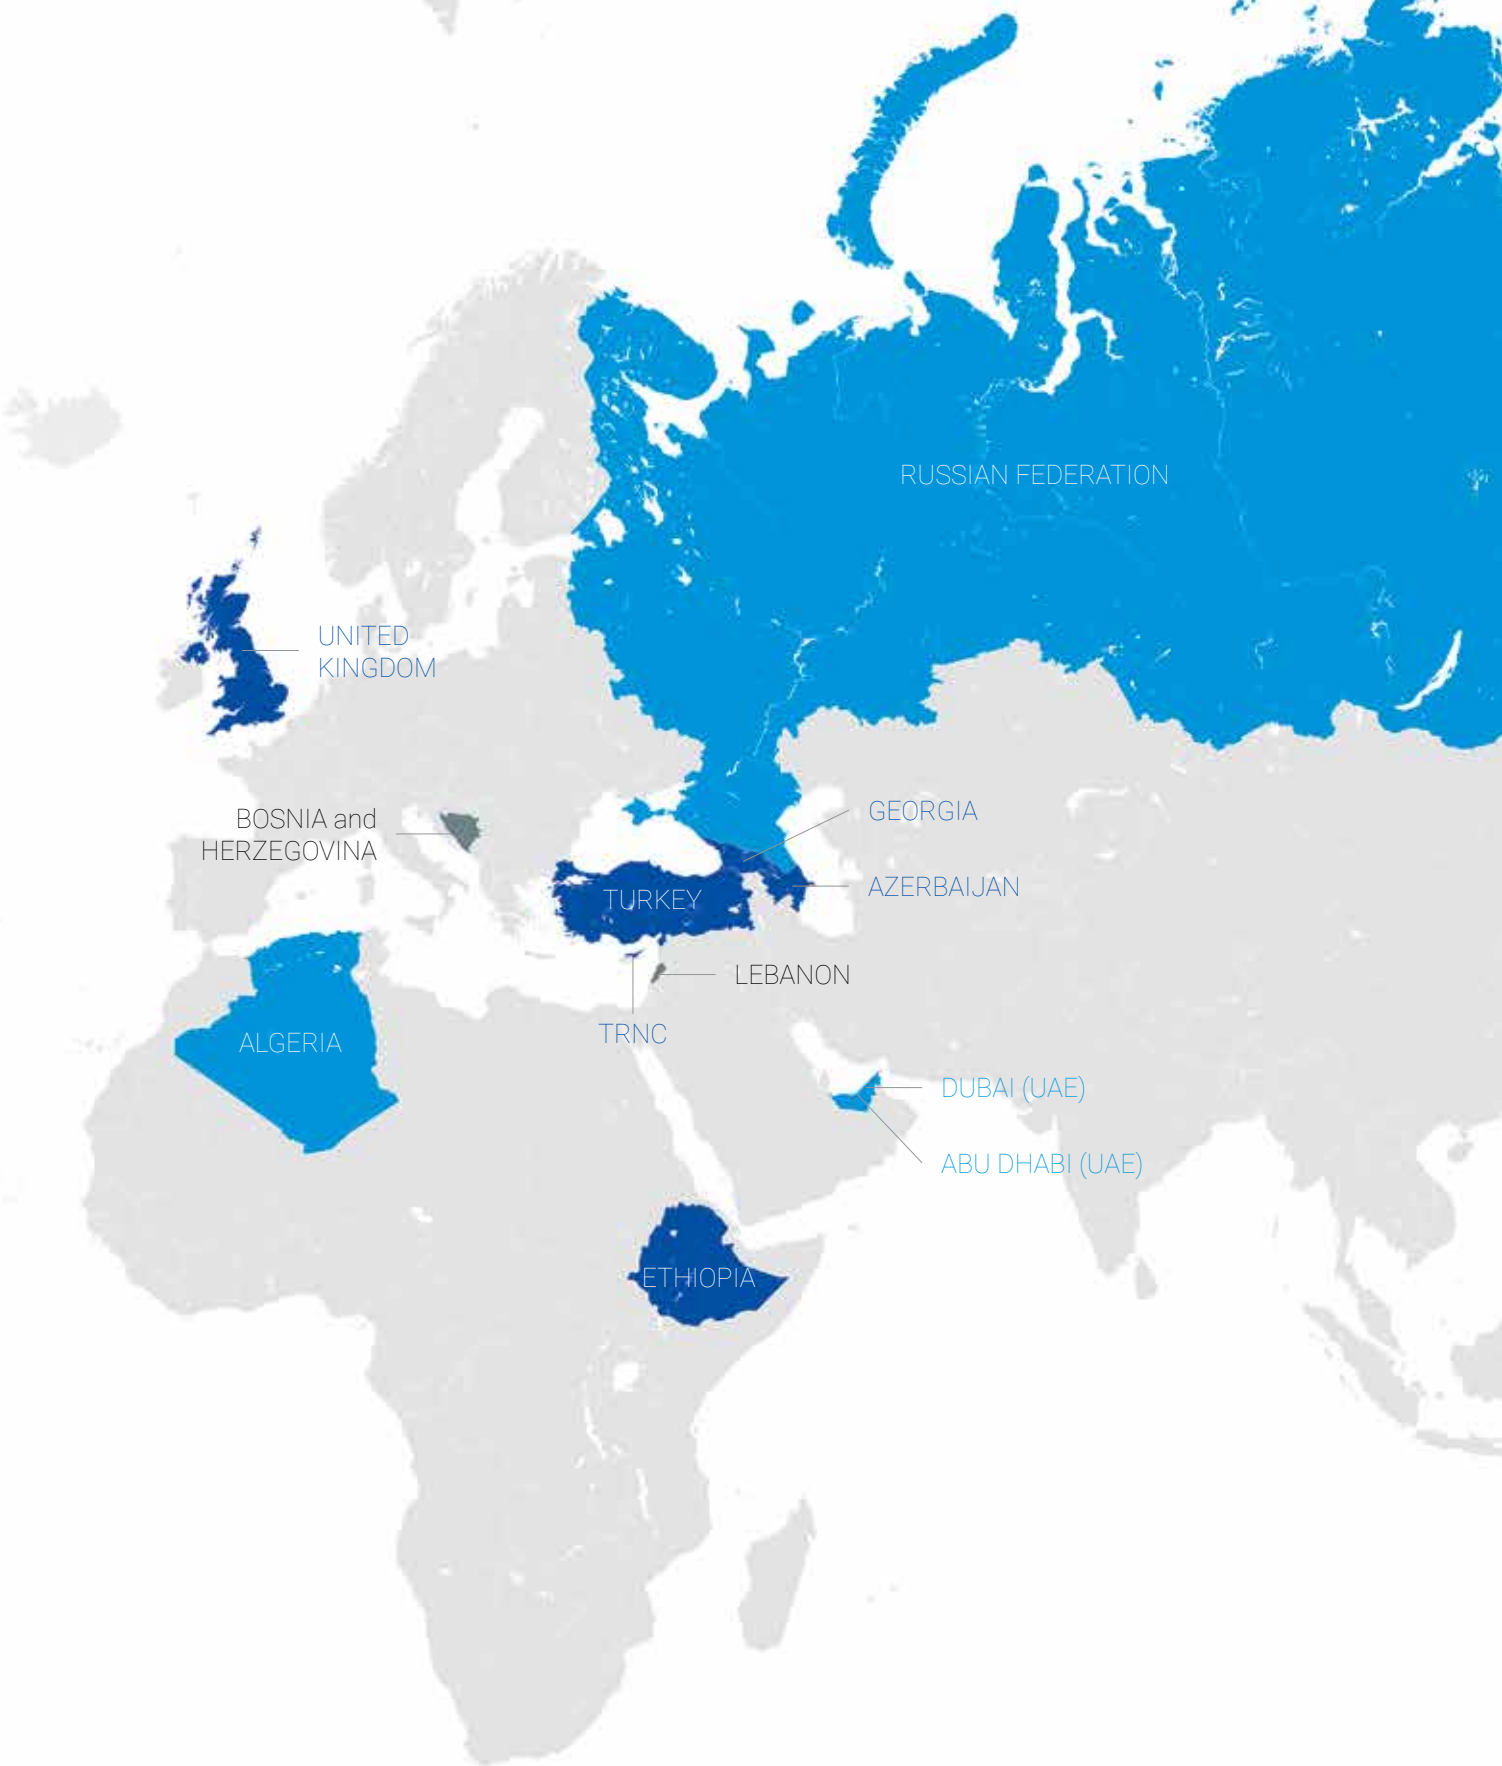 RUSSIAN FEDERATION
UNITED
KINGDOM
BOSNIA and
HERZEGOVINA
GEORGIA
TURKEY
AZERBAIJAN
LEBANON
TRNC
ALGERIA
DUBAI (UAE)
ABU DHABI (UAE)
ETHIOPIA